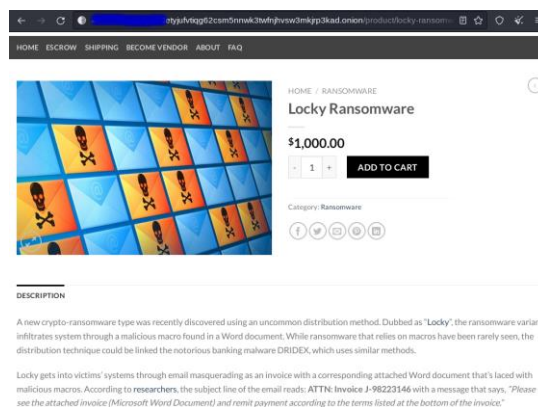 etyjufvtiqg62csm5nnwk3twfnjhvsw3mkjrp3kad.onion/product/locky-ransomw
HOME ESCROW SHIPPING BECOME VENDOR ABOUT FAQ
HOME / RANSOMWARE
Locky Ransomware
$1,000.00
- 1 + ADD TO CART
Category: Ransomware
DESCRIPTION
A new crypto-ransomware type was recently discovered using an uncommon distribution method. Dubbed as "Locky", the ransomware varian
infiltrates system through a malicious macro found in a Word document. While ransomware that relies on macros have been rarely seen, the
distribution technique could be linked the notorious banking malware DRIDEX, which uses similar methods.
Locky gets into victims' systems through email masquerading as an invoice with a corresponding attached Word document that's laced with
malicious macros. According to researchers, the subject line of the email reads: ATTN: Invoice J-98223146 with a message that says, "Please
see the attached invoice (Microsoft Word Document) and remit payment according to the terms listed at the bottom of the invoice."